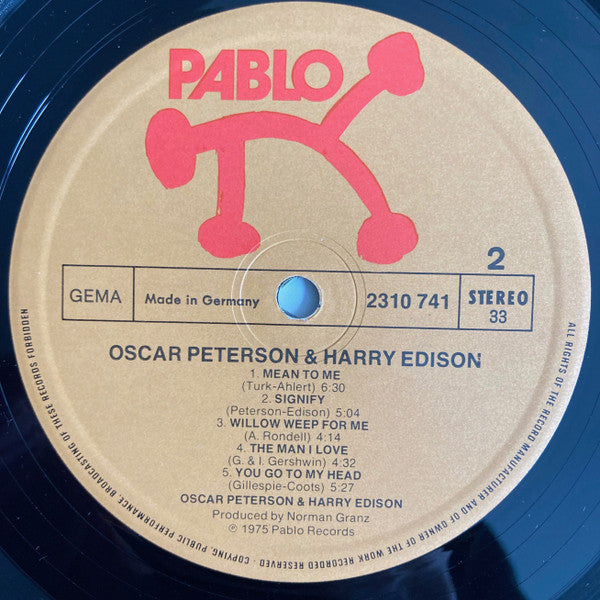 PABLO
2
GEMA
Made in Germany
2310 741
STEREO
33
OSCAR PETERSON & HARRY EDISON
1. MEAN TO ME
(Turk-Ahlert) 6:30
2. SIGNIFY
(Peterson-Edison) 5:04
3. WILLOW WEEP FOR ME
(A. Rondell) 4:14
4. THE MAN I LOVE
(G. & I. Gershwin) 4:32
5. YOU GO TO MY HEAD
(Gillespie-Coots) 5:27
OSCAR PETERSON & HARRY EDISON
Produced by Norman Granz
℗ 1975 Pablo Records
ALL RIGHTS OF THE RECORD MANUFACTURER AND OF OWNER OF THE WORK RECORDED RESERVED · COPYING, PUBLIC PERFORMANCE, BROADCASTING OF THESE RECORDS FORBIDDEN